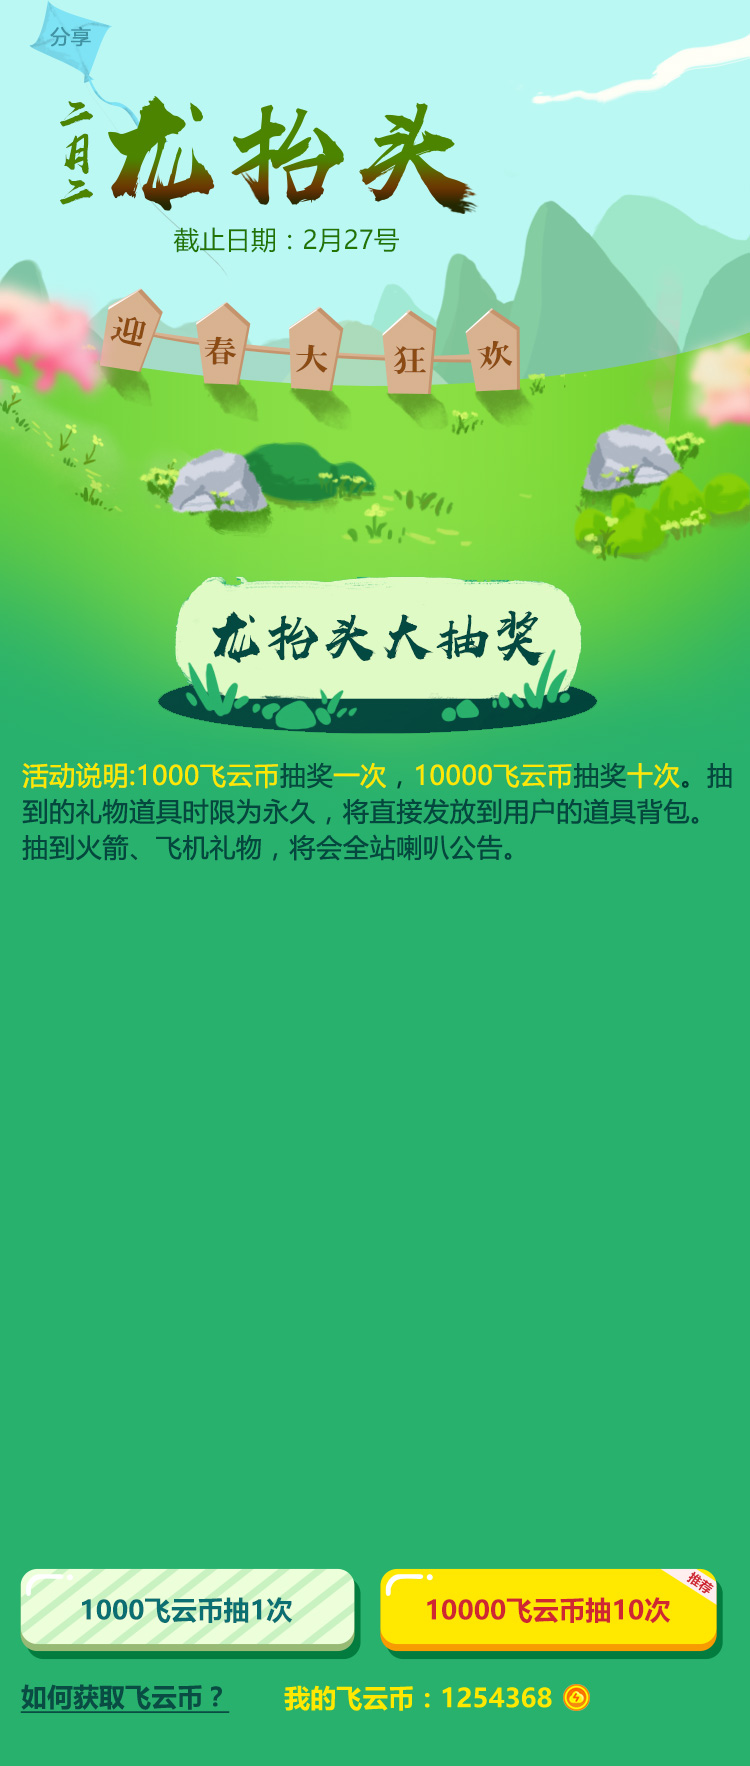 分享
二月二
龙抬头
截止日期：2月27号
迎春大狂欢
龙抬头大抽奖
活动说明:1000飞云币抽奖一次，10000飞云币抽奖十次。抽
到的礼物道具时限为永久，将直接发放到用户的道具背包。
抽到火箭、飞机礼物，将会全站喇叭公告。
1000飞云币抽1次
10000飞云币抽10次
推荐
如何获取飞云币？
我的飞云币：1254368